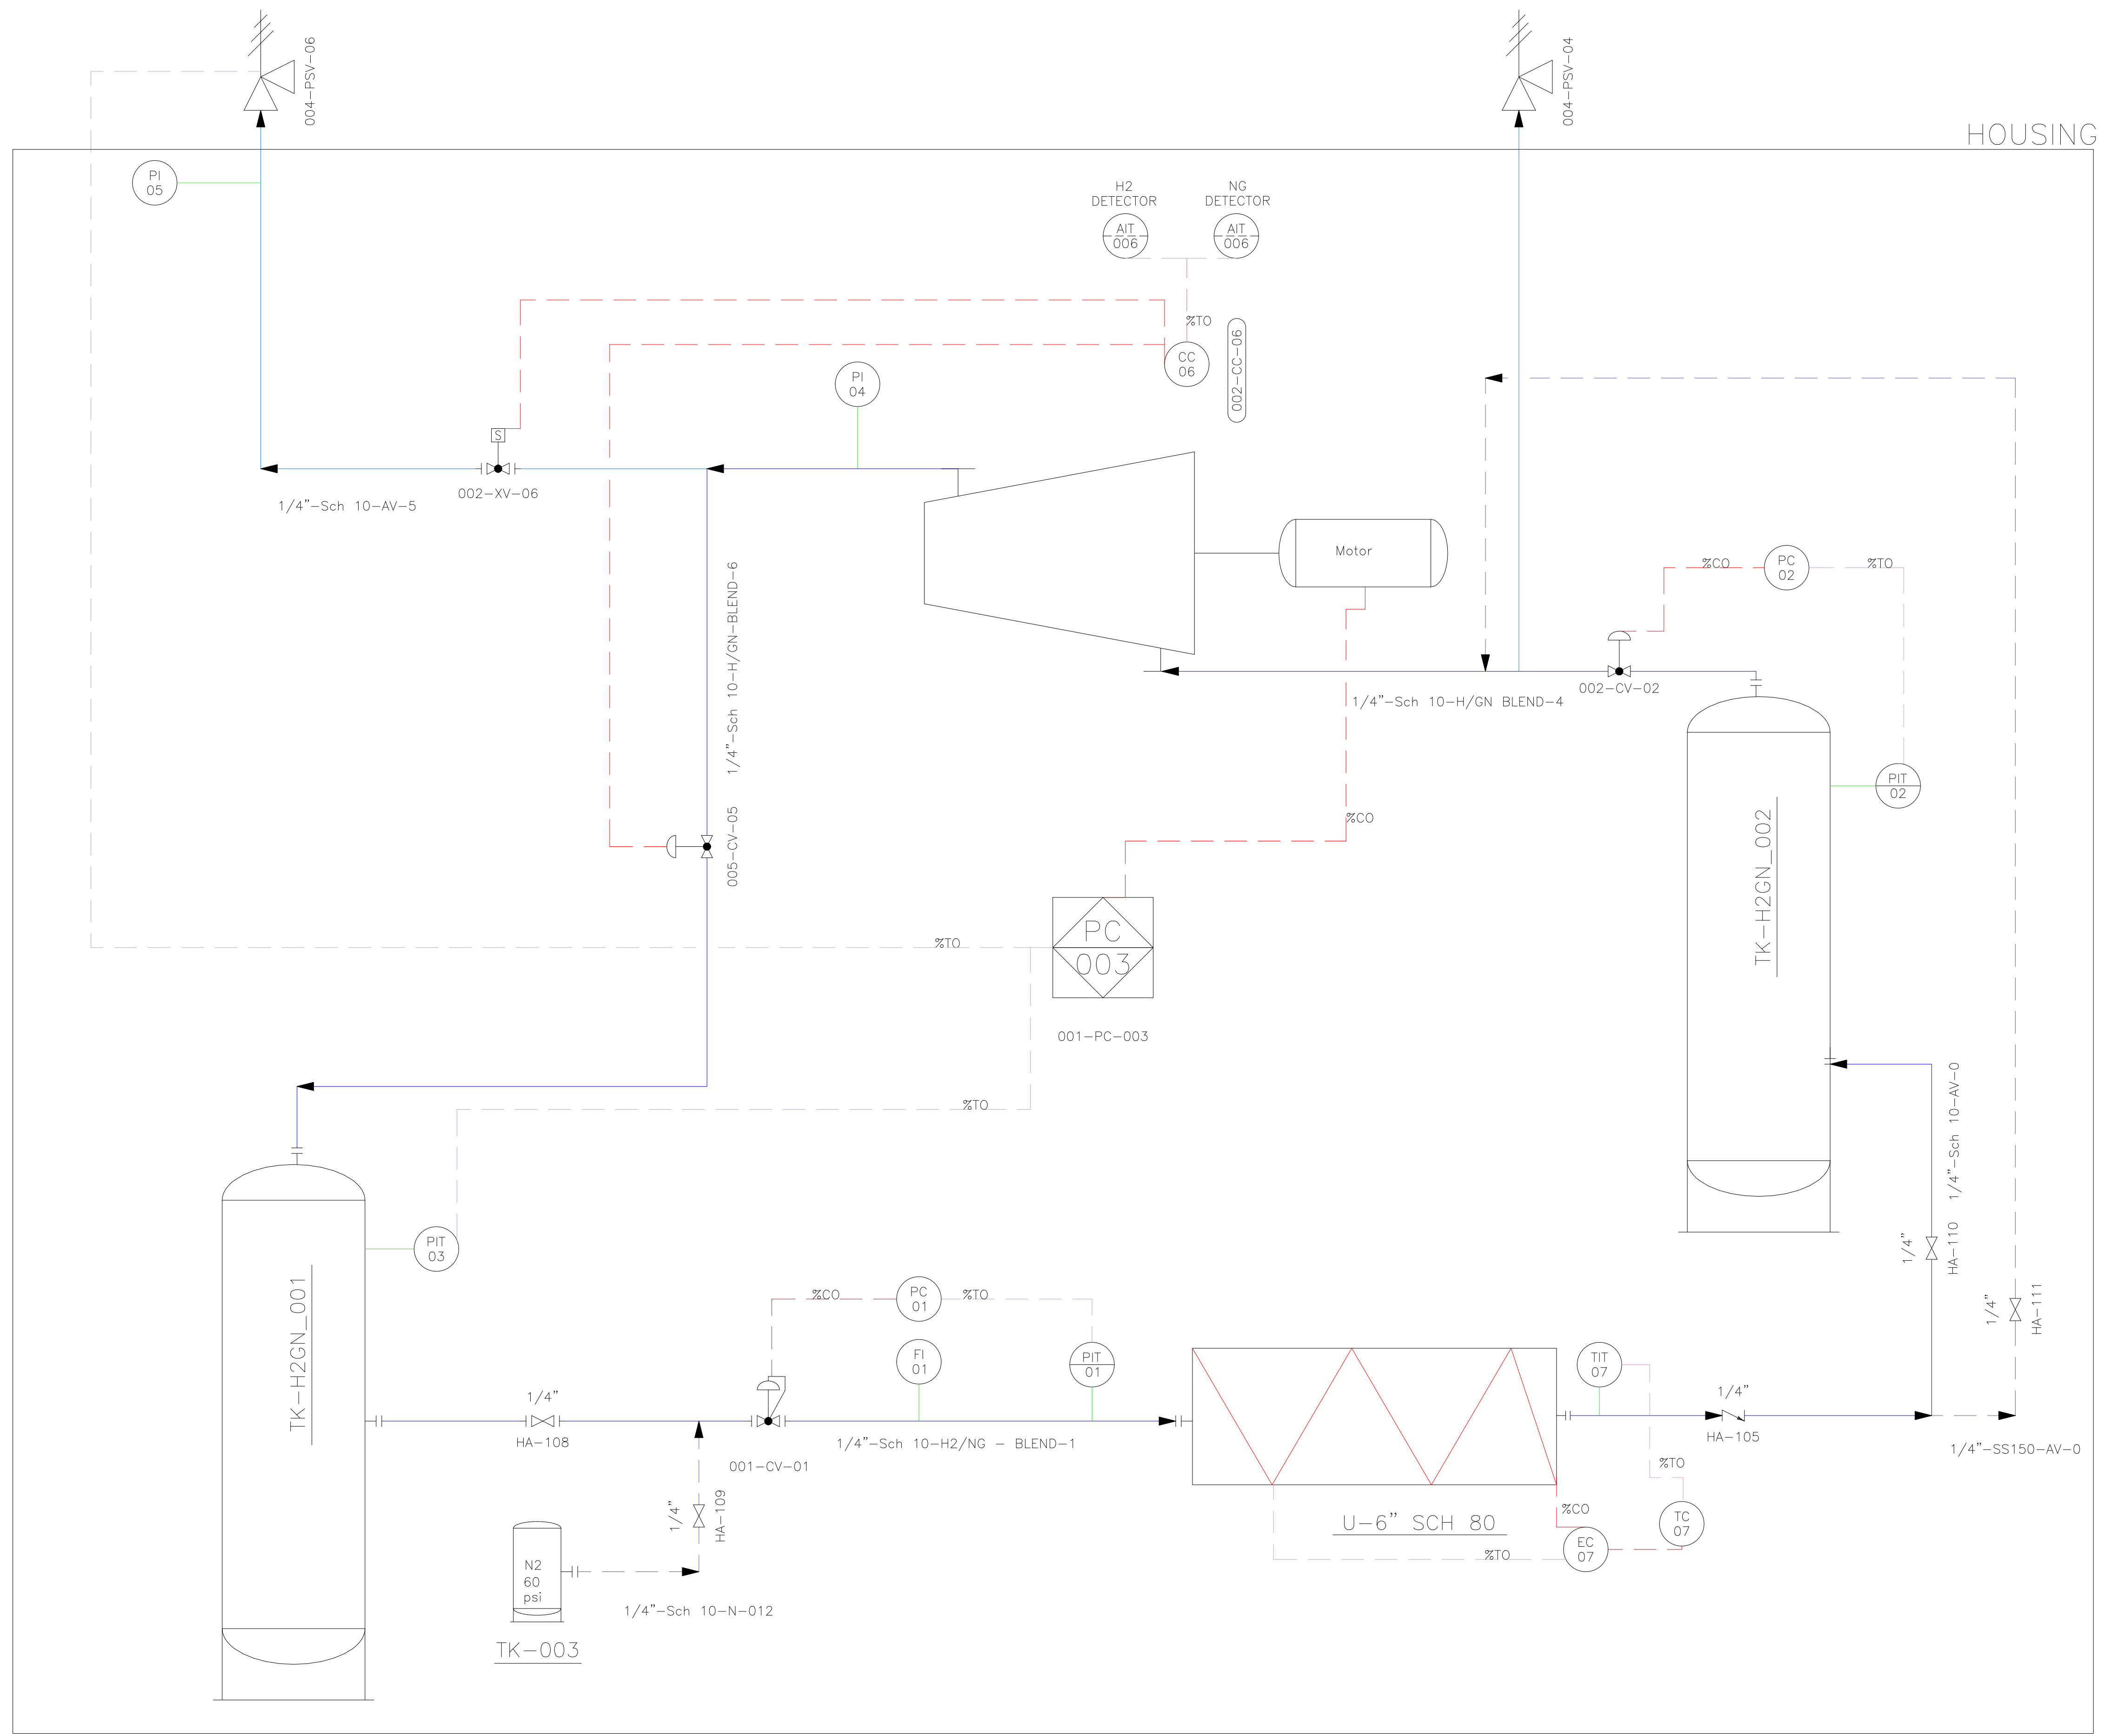 004-PSV-06
004-PSV-04
HOUSING
PI
05
H2
DETECTOR
NG
DETECTOR
AIT
006
AIT
006
%TO
CC
06
002-CC-06
PI
04
S
002-XV-06
1/4"-Sch 10-AV-5
Motor
%CO
PC
02
%TO
1/4"-Sch 10-H/GN-BLEND-6
002-CV-02
1/4"-Sch 10-H/GN BLEND-4
PIT
02
%CO
005-CV-05
TK-H2GN_002
PC
003
%TO
001-PC-003
%TO
1/4"-Sch 10-AV-0
HA-110
1/4"
PIT
03
TK-H2GN_001
%CO
PC
01
%TO
1/4"
HA-111
FI
01
PIT
01
TIT
07
1/4"
HA-108
1/4"
HA-105
001-CV-01
1/4"-Sch 10-H2/NG - BLEND-1
1/4"-SS150-AV-0
%TO
1/4"
HA-109
%CO
U-6" SCH 80
TC
07
EC
07
%TO
N2
60
psi
1/4"-Sch 10-N-012
TK-003